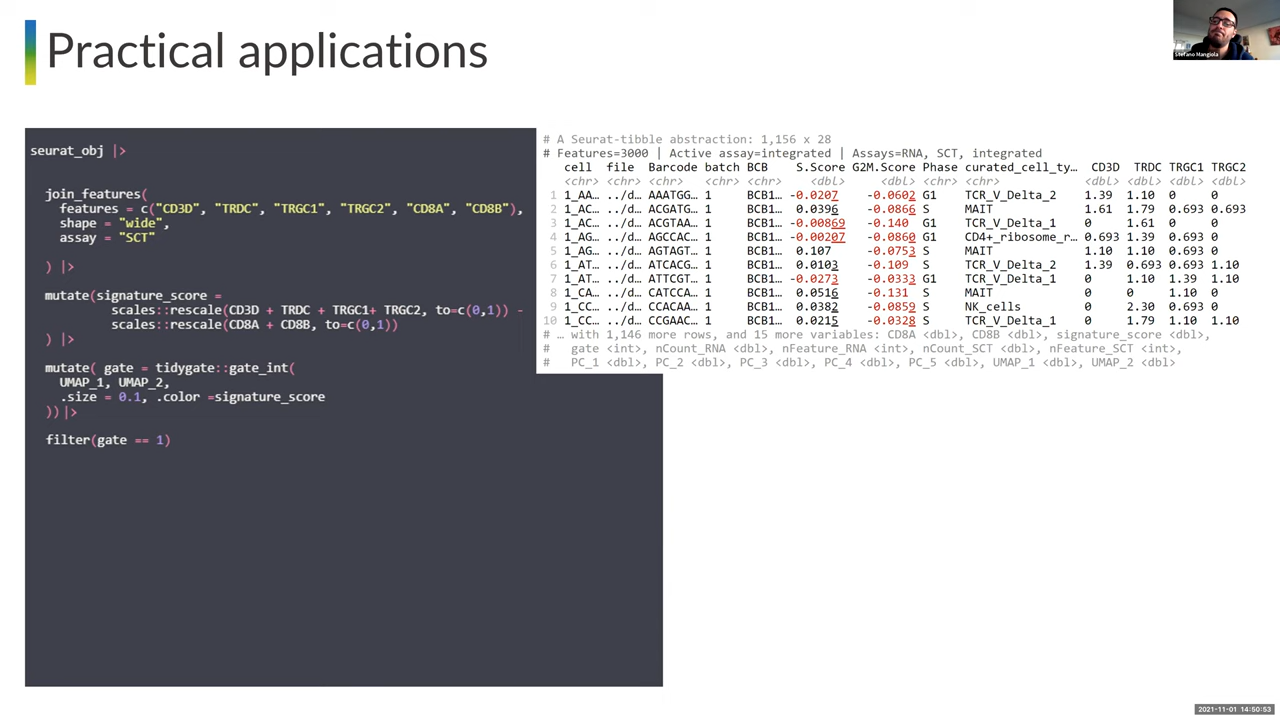 Practical applications
Stefano Mangiola
seurat_obj |>
join_features(
features = c("CD3D", "TRDC", "TRGC1", "TRGC2", "CD8A", "CD8B"),
shape = "wide",
assay = "SCT"
) |>
mutate(signature_score =
scales::rescale(CD3D + TRDC + TRGC1+ TRGC2, to=c(0,1)) -
scales::rescale(CD8A + CD8B, to=c(0,1))
) |>
mutate( gate = tidygate::gate_int(
UMAP_1, UMAP_2,
.size = 0.1, .color =signature_score
)) |>
filter(gate == 1)
# A Seurat-tibble abstraction: 1,156 x 28
# Features=3000 | Active assay=integrated | Assays=RNA, SCT, integrated
cell file Barcode batch BCB S.Score G2M.Score Phase curated_cell_ty… CD3D TRDC TRGC1 TRGC2
<chr> <chr> <chr> <chr> <chr> <dbl> <dbl> <chr> <chr> <dbl> <dbl> <dbl> <dbl>
1 1_AA… ../d… AAATGG… 1 BCB1… -0.0207 -0.0602 G1 TCR_V_Delta_2 1.39 1.10 0 0
2 1_AC… ../d… ACGATG… 1 BCB1… 0.0396 -0.0866 S MAIT 1.61 1.79 0.693 0.693
3 1_AC… ../d… ACGTAA… 1 BCB1… -0.00869 -0.140 G1 TCR_V_Delta_1 0 1.61 0 0
4 1_AG… ../d… AGCCAC… 1 BCB1… -0.00207 -0.0860 G1 CD4+_ribosome_r… 0.693 1.39 0.693 0
5 1_AG… ../d… AGTAGT… 1 BCB1… 0.107 -0.0753 S MAIT 1.10 1.10 0 0
6 1_AT… ../d… ATCACG… 1 BCB1… 0.0103 -0.109 S TCR_V_Delta_2 1.39 0.693 0.693 1.10
7 1_AT… ../d… ATTCGT… 1 BCB1… -0.0273 -0.0333 G1 TCR_V_Delta_1 0 1.10 1.39 1.10
8 1_CA… ../d… CATCCA… 1 BCB1… 0.0516 -0.131 S MAIT 0 0 1.10 0
9 1_CC… ../d… CCACAA… 1 BCB1… 0.0382 -0.0859 S NK_cells 0 2.30 0.693 0
10 1_CC… ../d… CCGAAC… 1 BCB1… 0.0215 -0.0328 S TCR_V_Delta_1 0 1.79 1.10 1.10
# … with 1,146 more rows, and 15 more variables: CD8A <dbl>, CD8B <dbl>, signature_score <dbl>,
# gate <int>, nCount_RNA <dbl>, nFeature_RNA <int>, nCount_SCT <dbl>, nFeature_SCT <int>,
# PC_1 <dbl>, PC_2 <dbl>, PC_3 <dbl>, PC_4 <dbl>, PC_5 <dbl>, UMAP_1 <dbl>, UMAP_2 <dbl>
2021-11-01 14:50:53